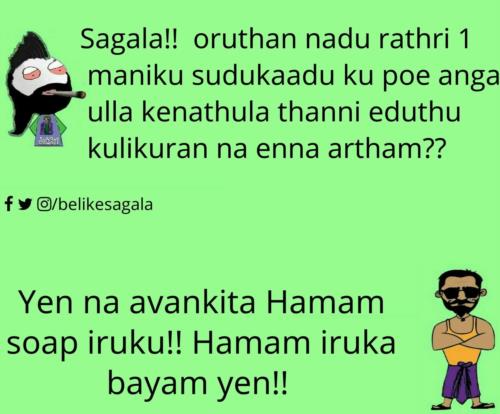 Sagala!! oruthan nadu rathri 1
maniku sudukaadu ku poe anga
ulla kenathula thanni eduthu
kulikuran na enna artham??
/belikesagala
Yen na avankita Hamam
soap iruku!! Hamam iruka
bayam yen!!